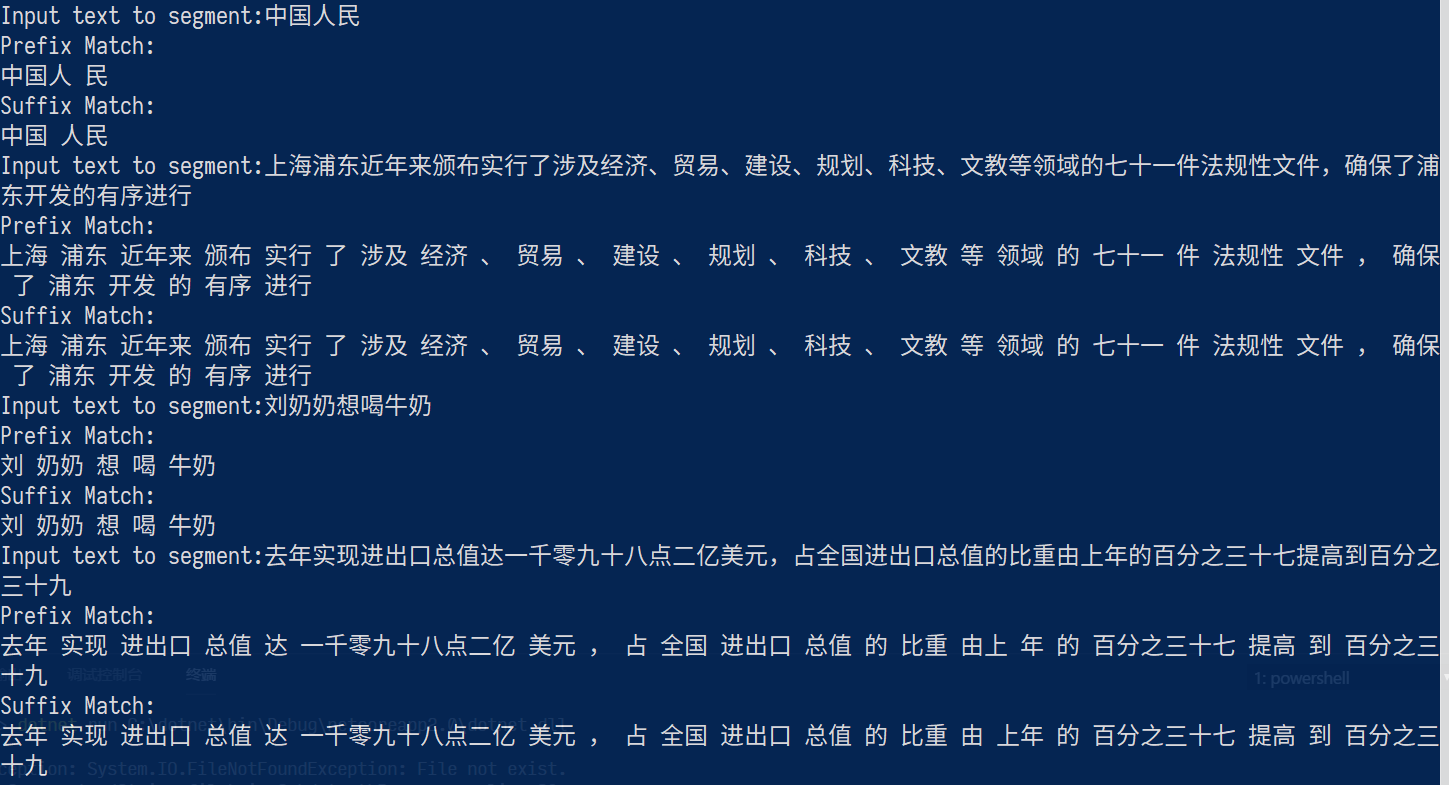 Input text to segment:中国人民
Prefix Match:
中国人 民
Suffix Match:
中国 人民
Input text to segment:上海浦东近年来颁布实行了涉及经济、贸易、建设、规划、科技、文教等领域的七十一件法规性文件，确保了浦
东开发的有序进行
Prefix Match:
上海 浦东 近年来 颁布 实行 了 涉及 经济 、 贸易 、 建设 、 规划 、 科技 、 文教 等 领域 的 七十一 件 法规性 文件 ， 确保
 了 浦东 开发 的 有序 进行
Suffix Match:
上海 浦东 近年来 颁布 实行 了 涉及 经济 、 贸易 、 建设 、 规划 、 科技 、 文教 等 领域 的 七十一 件 法规性 文件 ， 确保
 了 浦东 开发 的 有序 进行
Input text to segment:刘奶奶想喝牛奶
Prefix Match:
刘 奶奶 想 喝 牛奶
Suffix Match:
刘 奶奶 想 喝 牛奶
Input text to segment:去年实现进出口总值达一千零九十八点二亿美元，占全国进出口总值的比重由上年的百分之三十七提高到百分之
三十九
Prefix Match:
去年 实现 进出口 总值 达 一千零九十八点二亿 美元 ， 占 全国 进出口 总值 的 比重 由上 年 的 百分之三十七 提高 到 百分之三
十九
调试控制台 终端 1: powershell
Suffix Match:
去年 实现 进出口 总值 达 一千零九十八点二亿 美元 ， 占 全国 进出口 总值 的 比重 由 上年 的 百分之三十七 提高 到 百分之三
十九
System.IO.FileNotFoundException: File not exist.